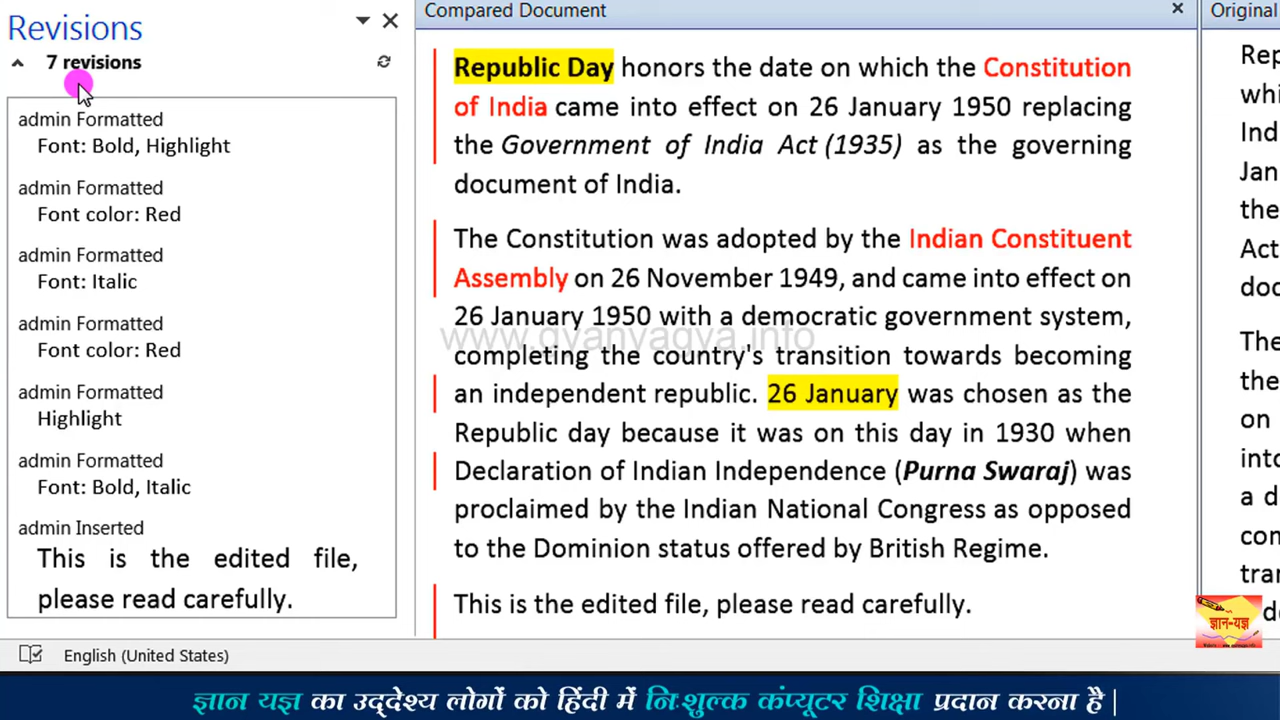 Revisions
7 revisions
admin Formatted
Font: Bold, Highlight
admin Formatted
Font color: Red
admin Formatted
Font: Italic
admin Formatted
Font color: Red
admin Formatted
Highlight
admin Formatted
Font: Bold, Italic
admin Inserted
This is the edited file,
please read carefully.
Compared Document
Republic Day honors the date on which the Constitution
of India came into effect on 26 January 1950 replacing
the Government of India Act (1935) as the governing
document of India.
The Constitution was adopted by the Indian Constituent
Assembly on 26 November 1949, and came into effect on
26 January 1950 with a democratic government system,
www.gyanyagya.info
completing the country's transition towards becoming
an independent republic. 26 January was chosen as the
Republic day because it was on this day in 1930 when
Declaration of Indian Independence (Purna Swaraj) was
proclaimed by the Indian National Congress as opposed
to the Dominion status offered by British Regime.
This is the edited file, please read carefully.
Original
Rep
whi
Indi
Jan
the
Act
doc
The
the
on
into
a d
con
tran
ज्ञान-यज्ञ
English (United States)
ज्ञान यज्ञ का उद्देश्य लोगों को हिंदी में निःशुल्क कंप्यूटर शिक्षा प्रदान करना है |